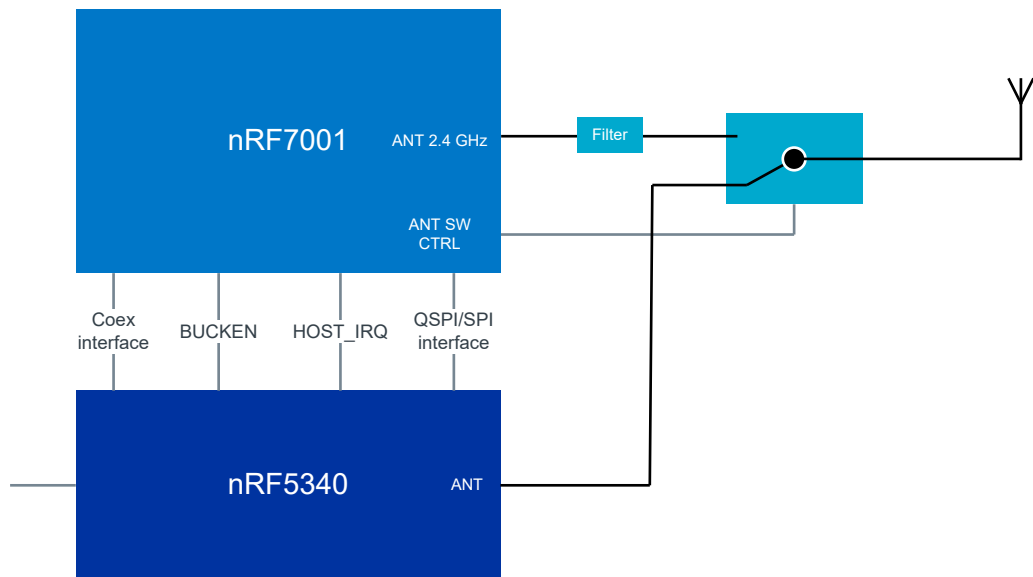 nRF7001
ANT 2.4 GHz
Filter
ANT SW
CTRL
Coex
interface
BUCKEN
HOST_IRQ
QSPI/SPI
interface
nRF5340
ANT